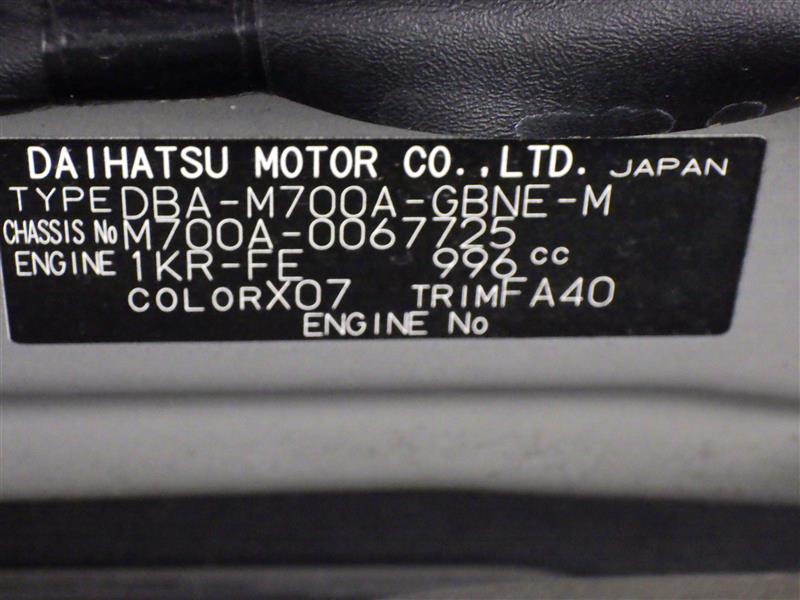 DAIHATSU MOTOR CO.,LTD. JAPAN
TYPE DBA-M700A-GBNE-M
CHASSIS No M700A-0067725
ENGINE 1KR-FE 996 cc
COLOR X07 TRIM FA40
ENGINE No